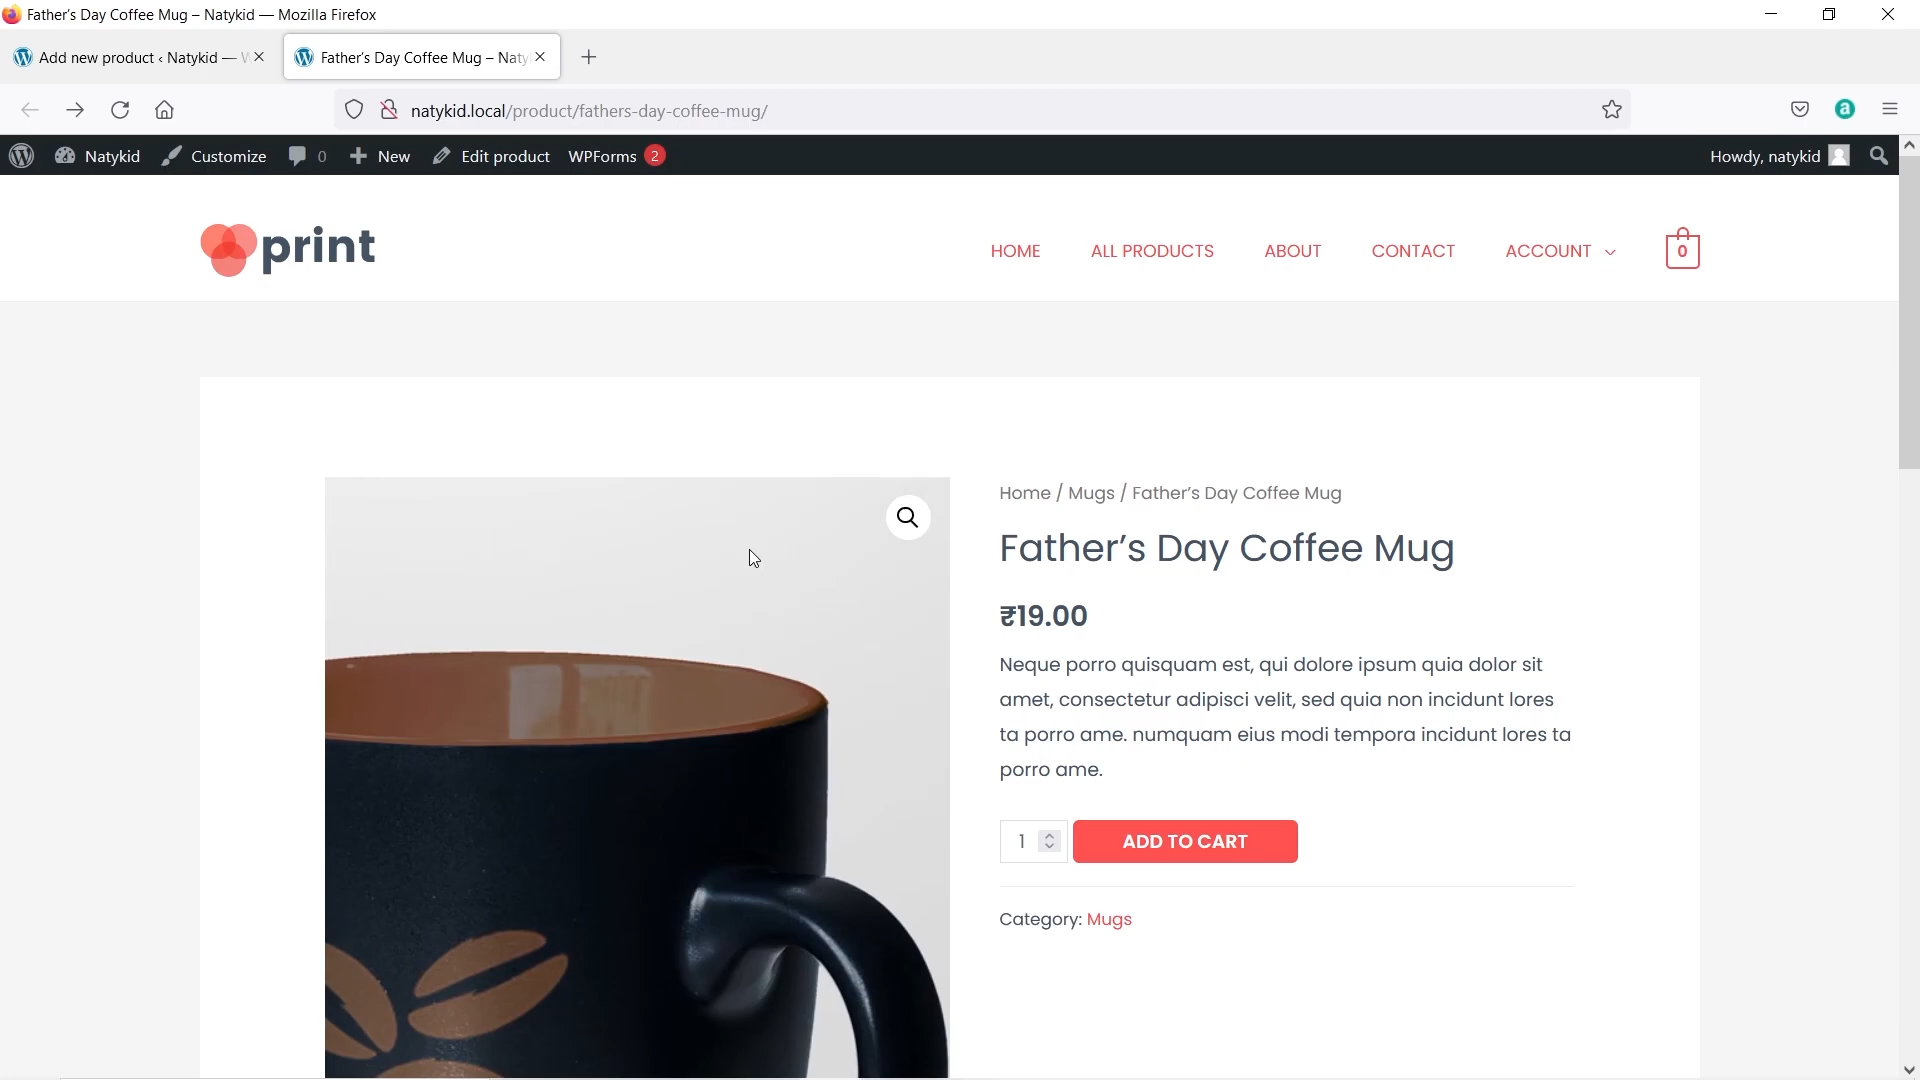 Father’s Day Coffee Mug – Natykid — Mozilla Firefox
Add new product ‹ Natykid — W
Father’s Day Coffee Mug – Naty
natykid.local/product/fathers-day-coffee-mug/
Natykid
Customize
0
New
Edit product
WPForms 2
Howdy, natykid
print
HOME
ALL PRODUCTS
ABOUT
CONTACT
ACCOUNT
0
Home / Mugs / Father’s Day Coffee Mug
Father’s Day Coffee Mug
₹19.00
Neque porro quisquam est, qui dolore ipsum quia dolor sit
amet, consectetur adipisci velit, sed quia non incidunt lores
ta porro ame. numquam eius modi tempora incidunt lores ta
porro ame.
1
ADD TO CART
Category: Mugs